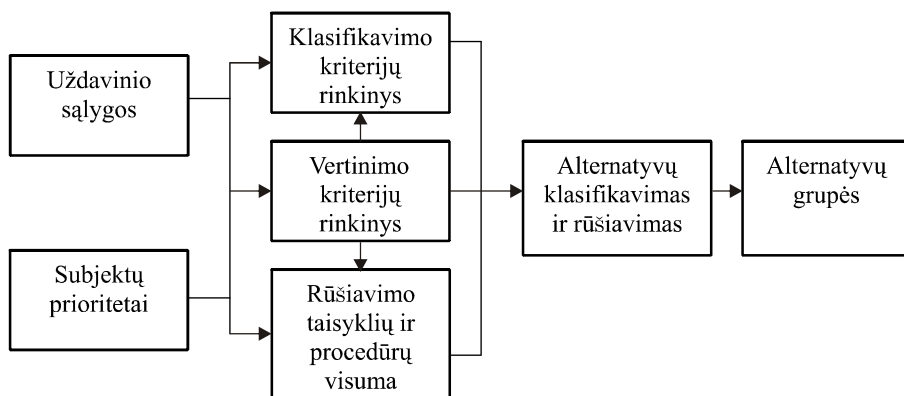 Uždavinio
sąlygos
Subjektų
prioritetai
Klasifikavimo
kriterijų
rinkinys
Vertinimo
kriterijų
rinkinys
Rūšiavimo
taisyklių ir
procedūrų
visuma
Alternatyvų
klasifikavimas
ir rūšiavimas
Alternatyvų
grupės